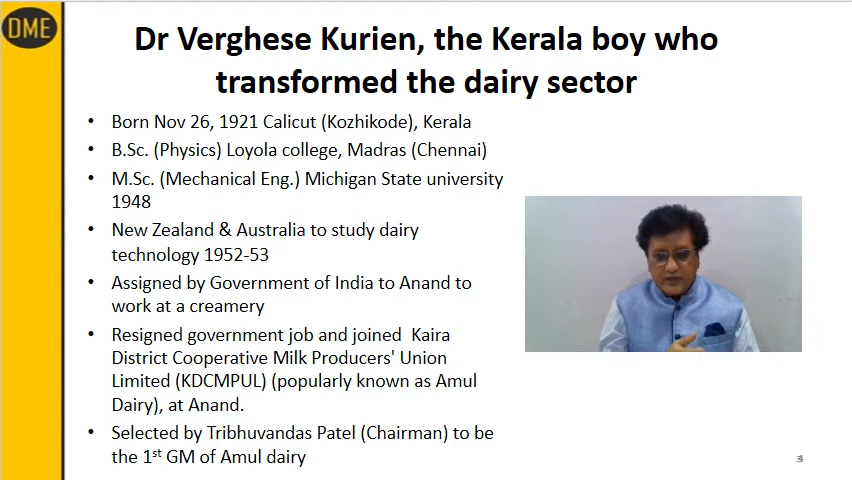 DME
Dr Verghese Kurien, the Kerala boy who
transformed the dairy sector
• Born Nov 26, 1921 Calicut (Kozhikode), Kerala
• B.Sc. (Physics) Loyola college, Madras (Chennai)
• M.Sc. (Mechanical Eng.) Michigan State university
1948
• New Zealand & Australia to study dairy
technology 1952-53
• Assigned by Government of India to Anand to
work at a creamery
• Resigned government job and joined Kaira
District Cooperative Milk Producers' Union
Limited (KDCMPUL) (popularly known as Amul
Dairy), at Anand.
• Selected by Tribhuvandas Patel (Chairman) to be
the 1st GM of Amul dairy